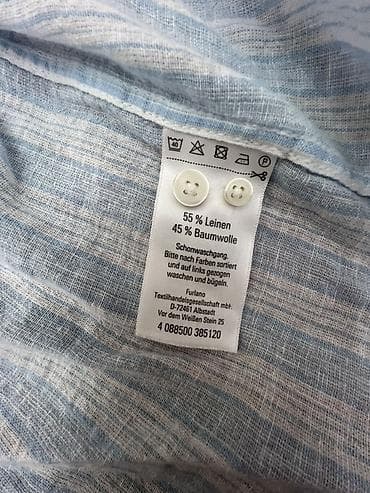 40 P
55 % Leinen
45 % Baumwolle
Schonwaschgang.
Bitte nach Farben sortiert
und auf links gezogen
waschen und bügeln.
Furlano
Textilhandelsgesellschaft mbH
D-72461 Albstadt
Vor dem Weißen Stein 25
4 088500 385120